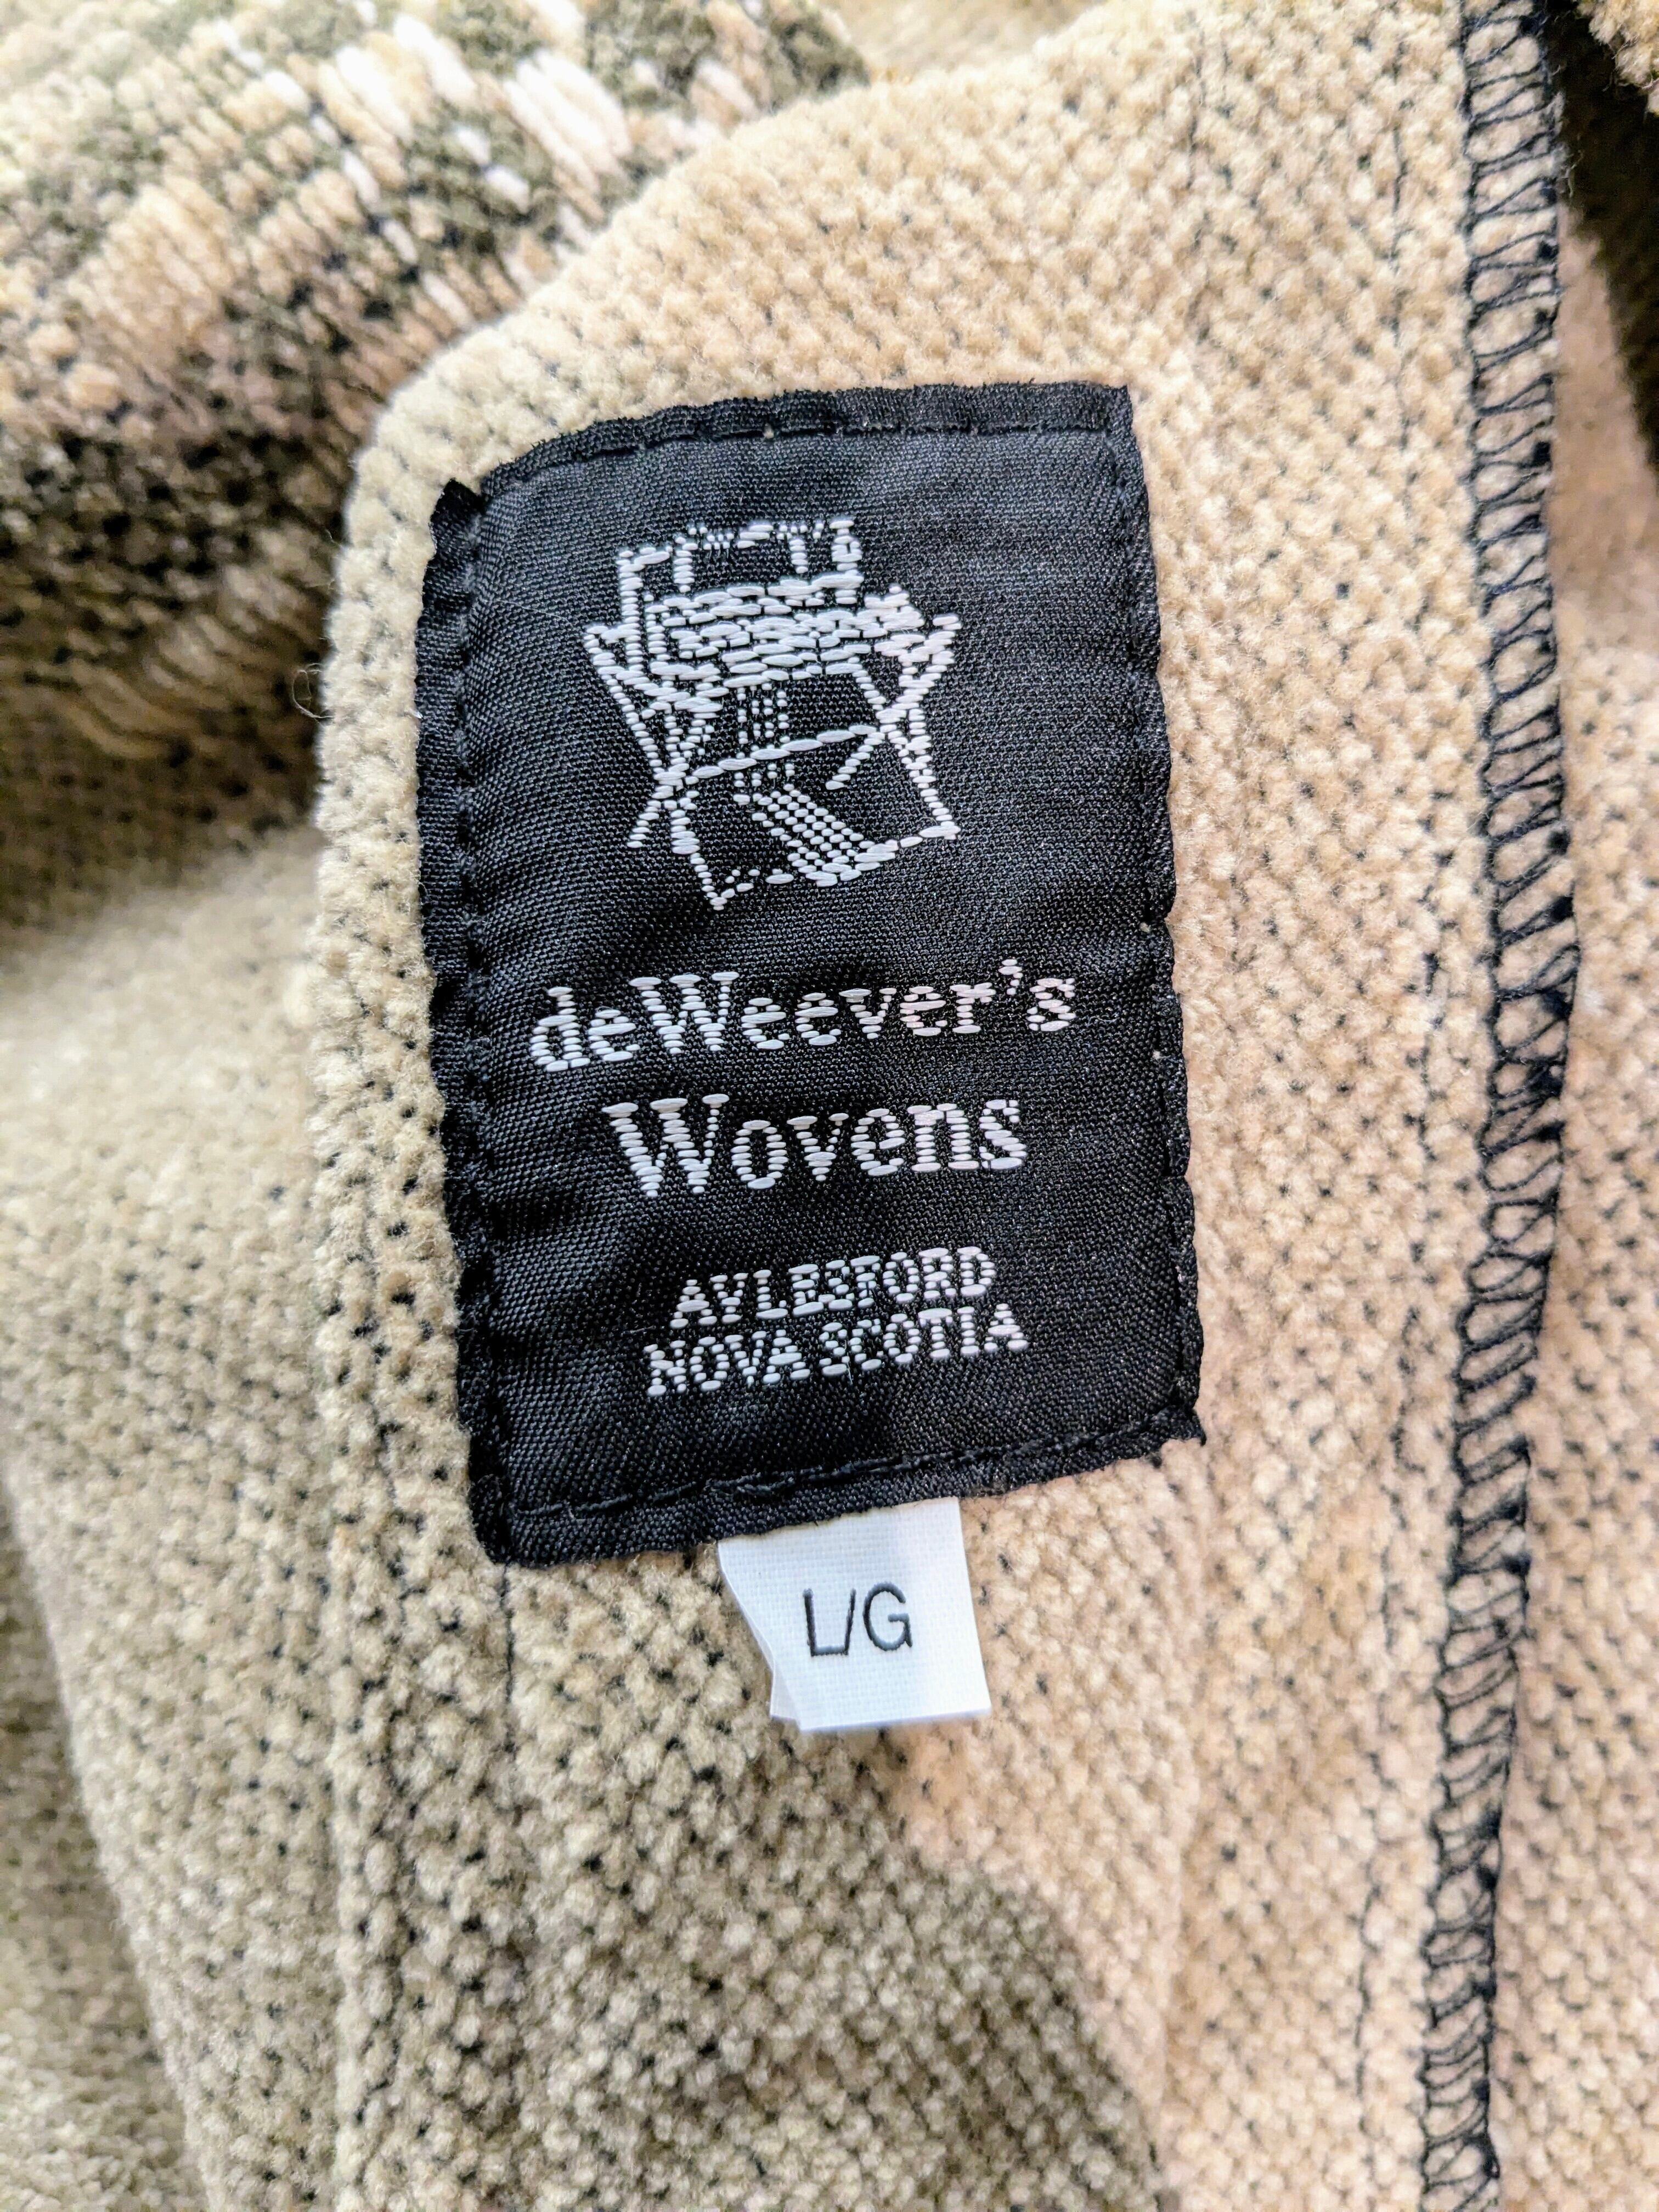 deWeever's
Wovens
AYLESFORD
NOVA SCOTIA
L/G